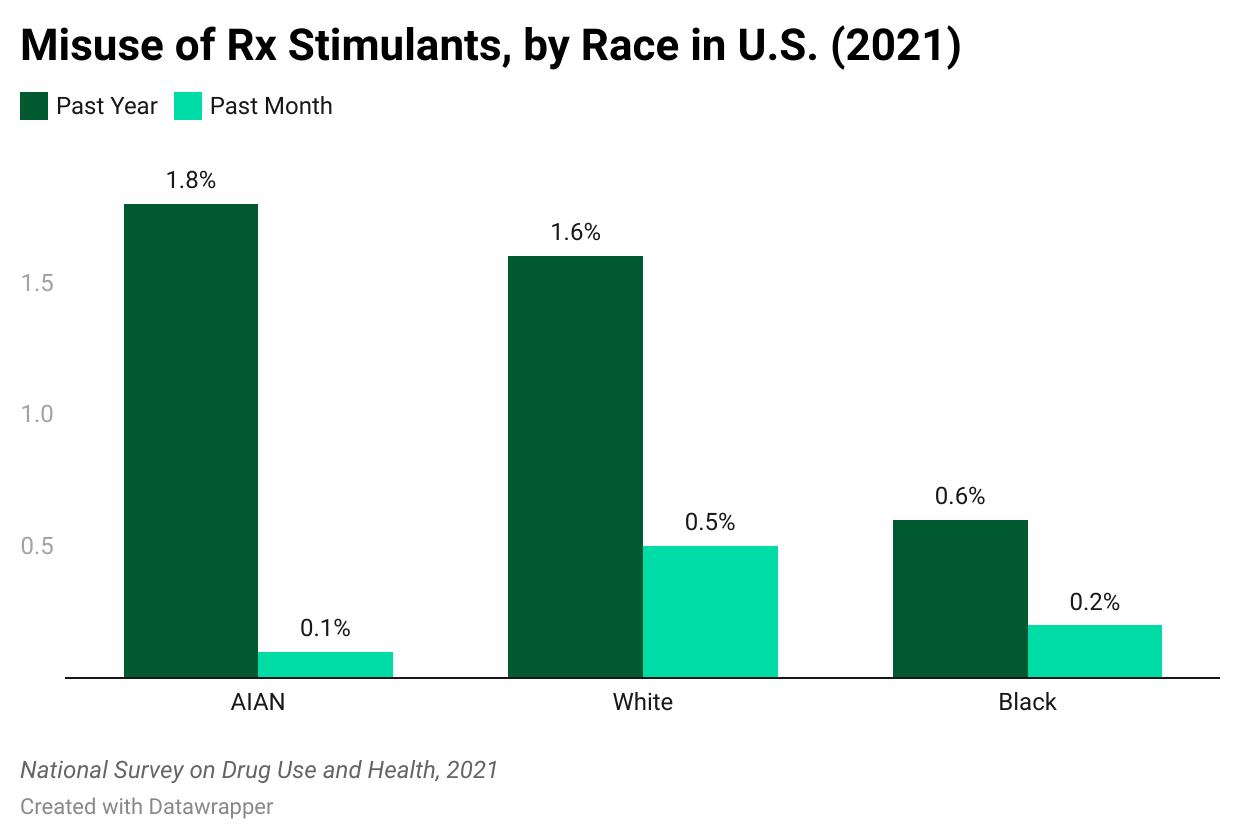 Misuse of Rx Stimulants, by Race in U.S. (2021)
Past Year Past Month
1.8%
1.6%
1.5
1.0
0.6%
0.5%
0.5
0.2%
0.1%
AIAN White Black
National Survey on Drug Use and Health, 2021
Created with Datawrapper